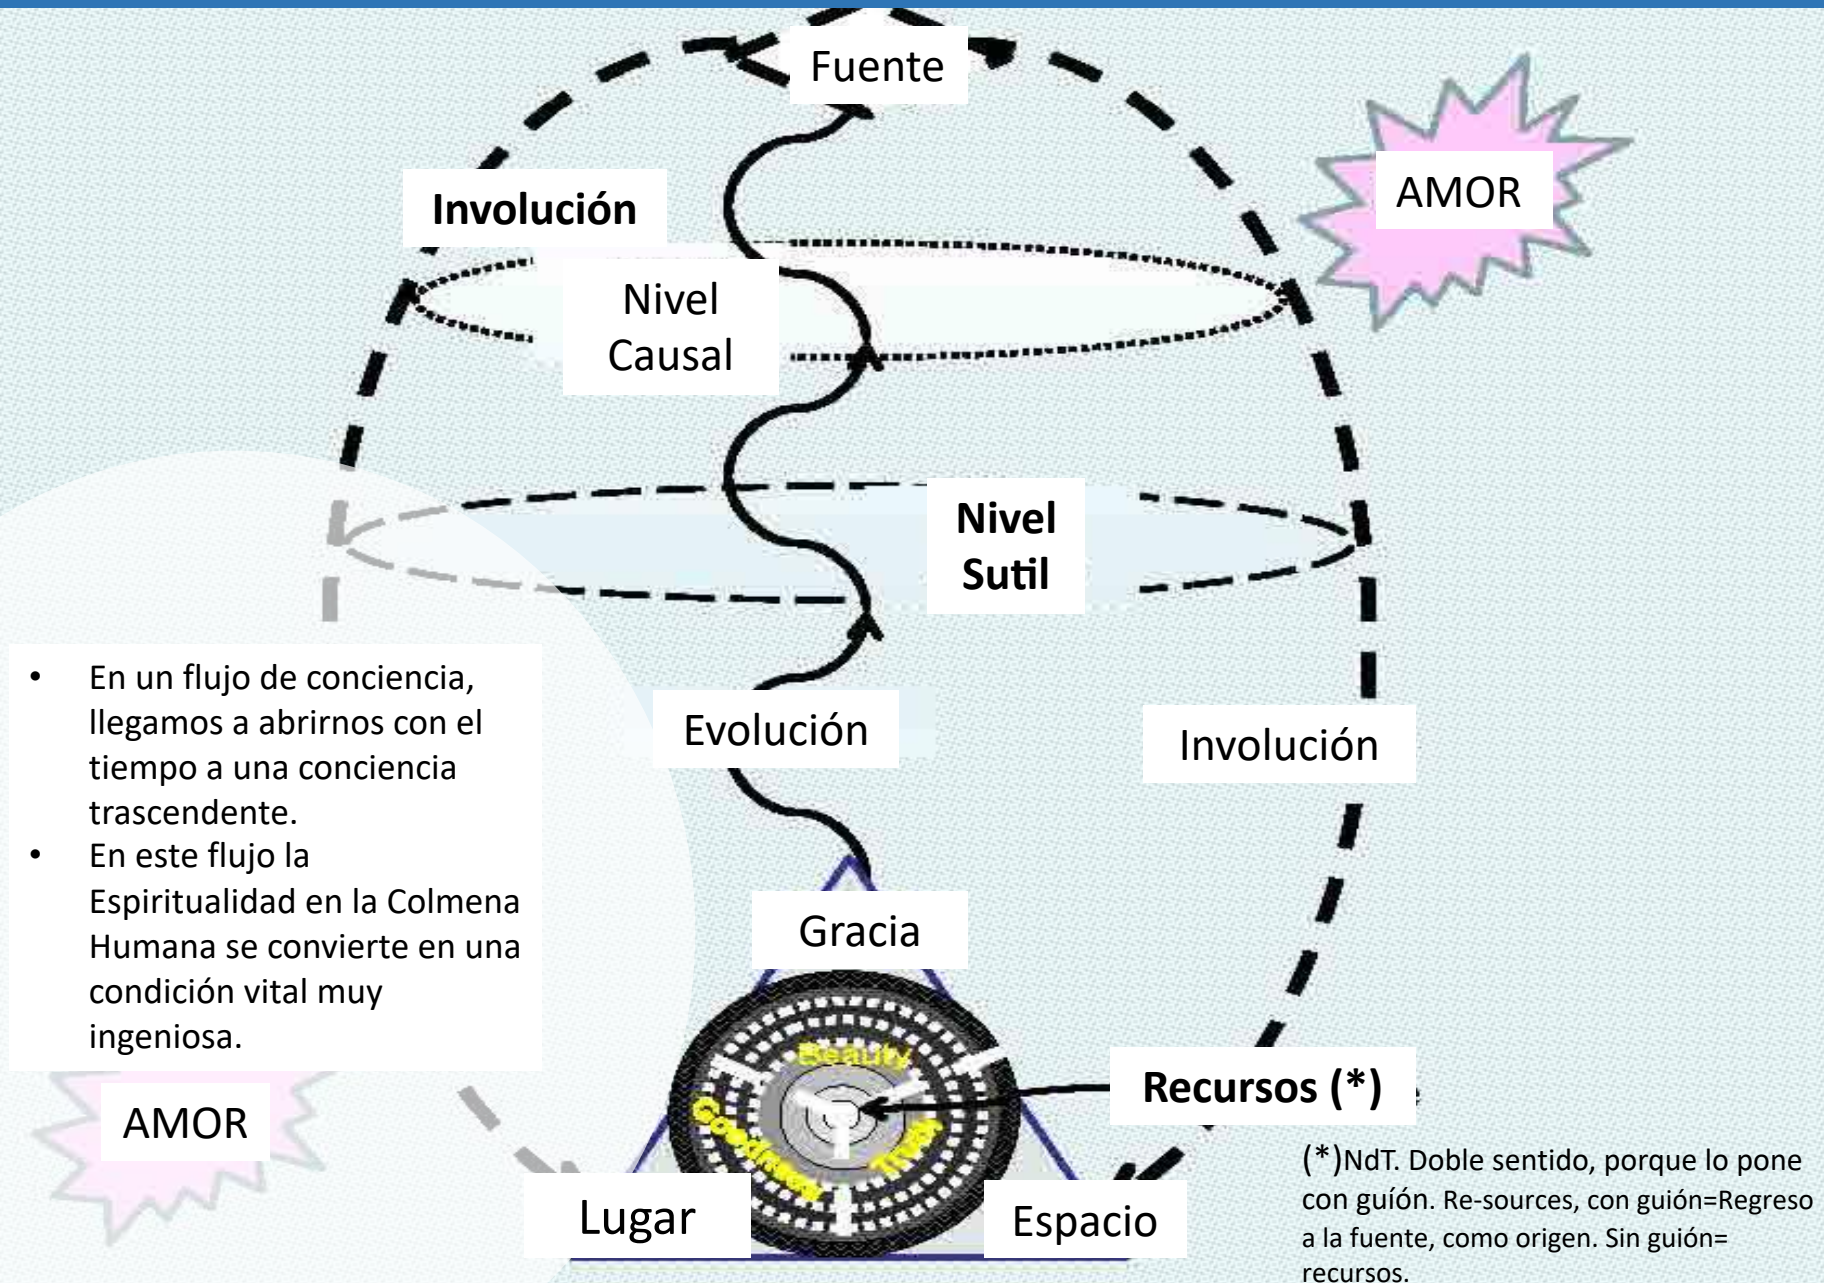 Fuente
AMOR
Involución
Nivel
Causal
Nivel
Sutil
• En un flujo de conciencia,
llegamos a abrirnos con el
tiempo a una conciencia
trascendente.
• En este flujo la
Espiritualidad en la Colmena
Humana se convierte en una
condición vital muy
ingeniosa.
Evolución
Involución
Gracia
Beauty
Goodness
Truth
Recursos (*)
AMOR
Lugar
Espacio
(*)NdT. Doble sentido, porque lo pone
con guíón. Re-sources, con guión=Regreso
a la fuente, como origen. Sin guión=
recursos.